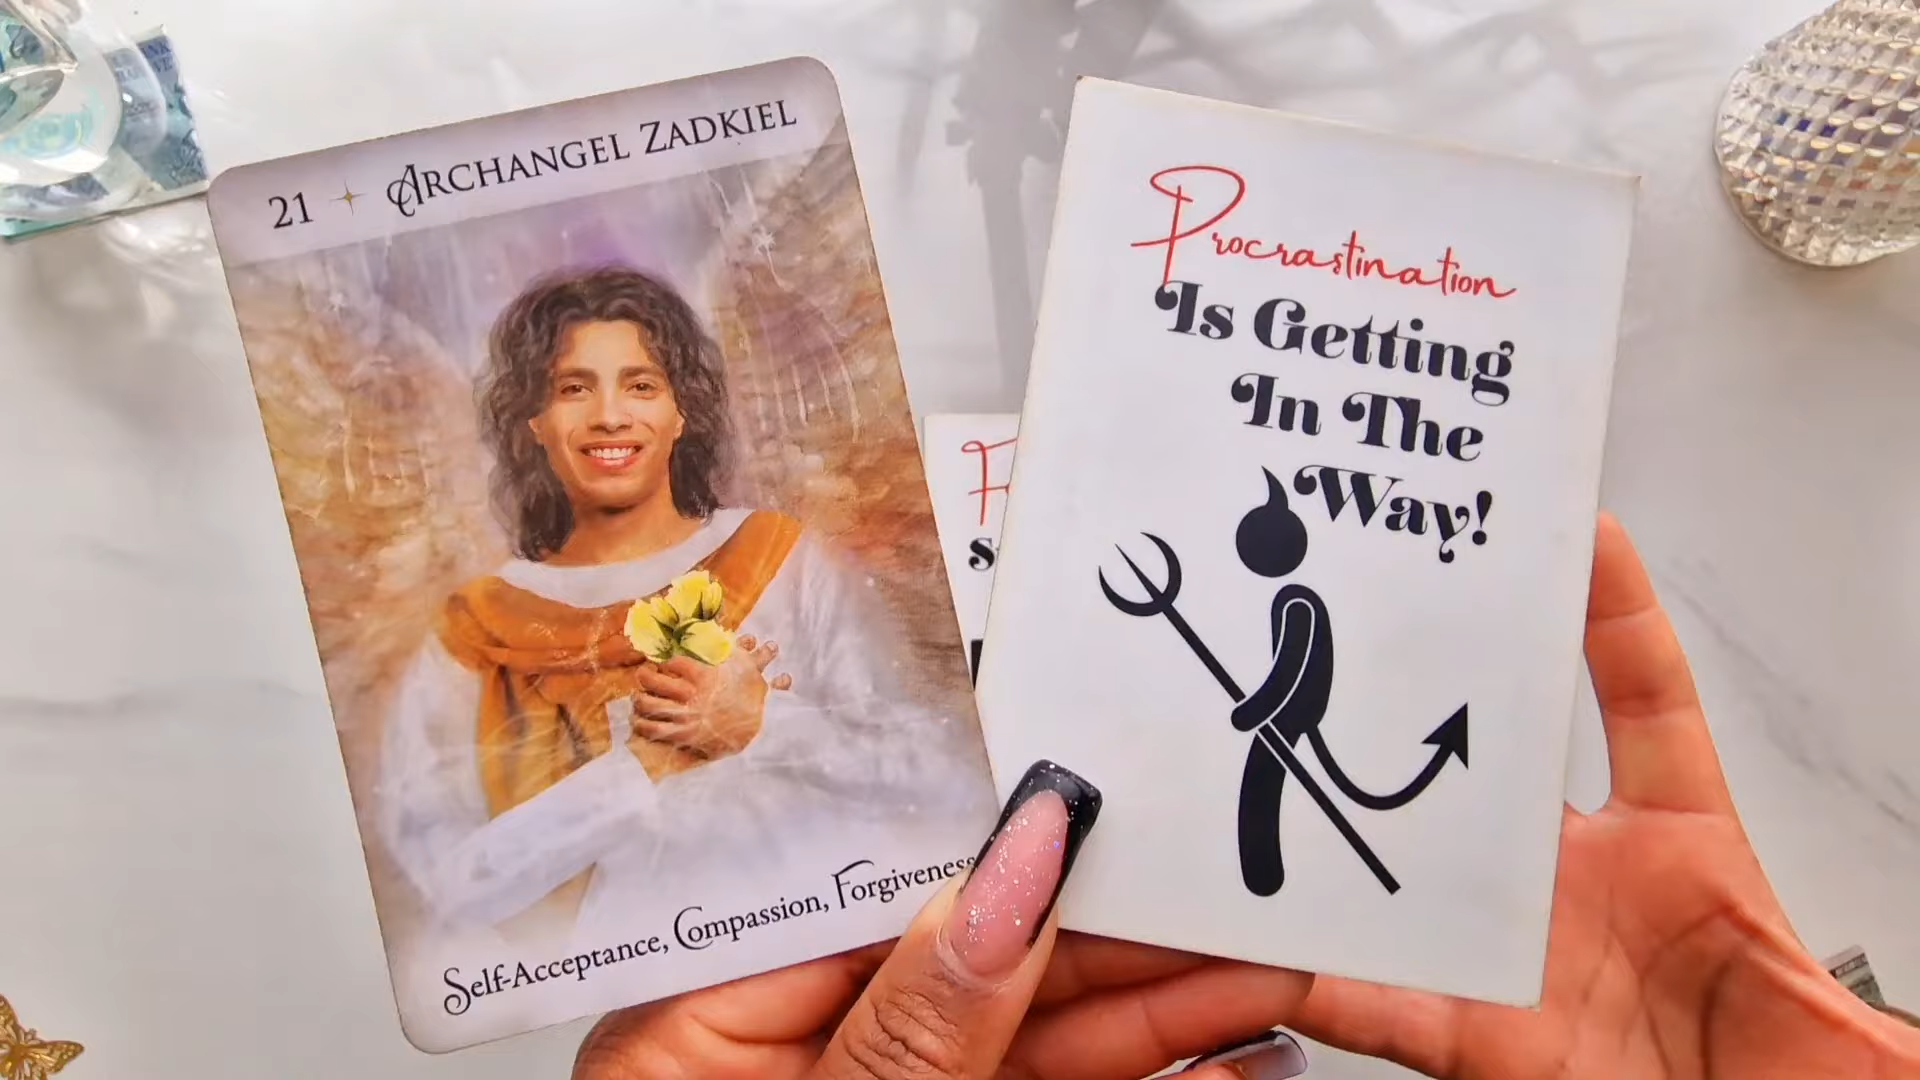 21 ARCHANGEL ZADKIEL
Self-Acceptance, Compassion, Forgiveness
Procrastination
Is Getting
In The
Way!